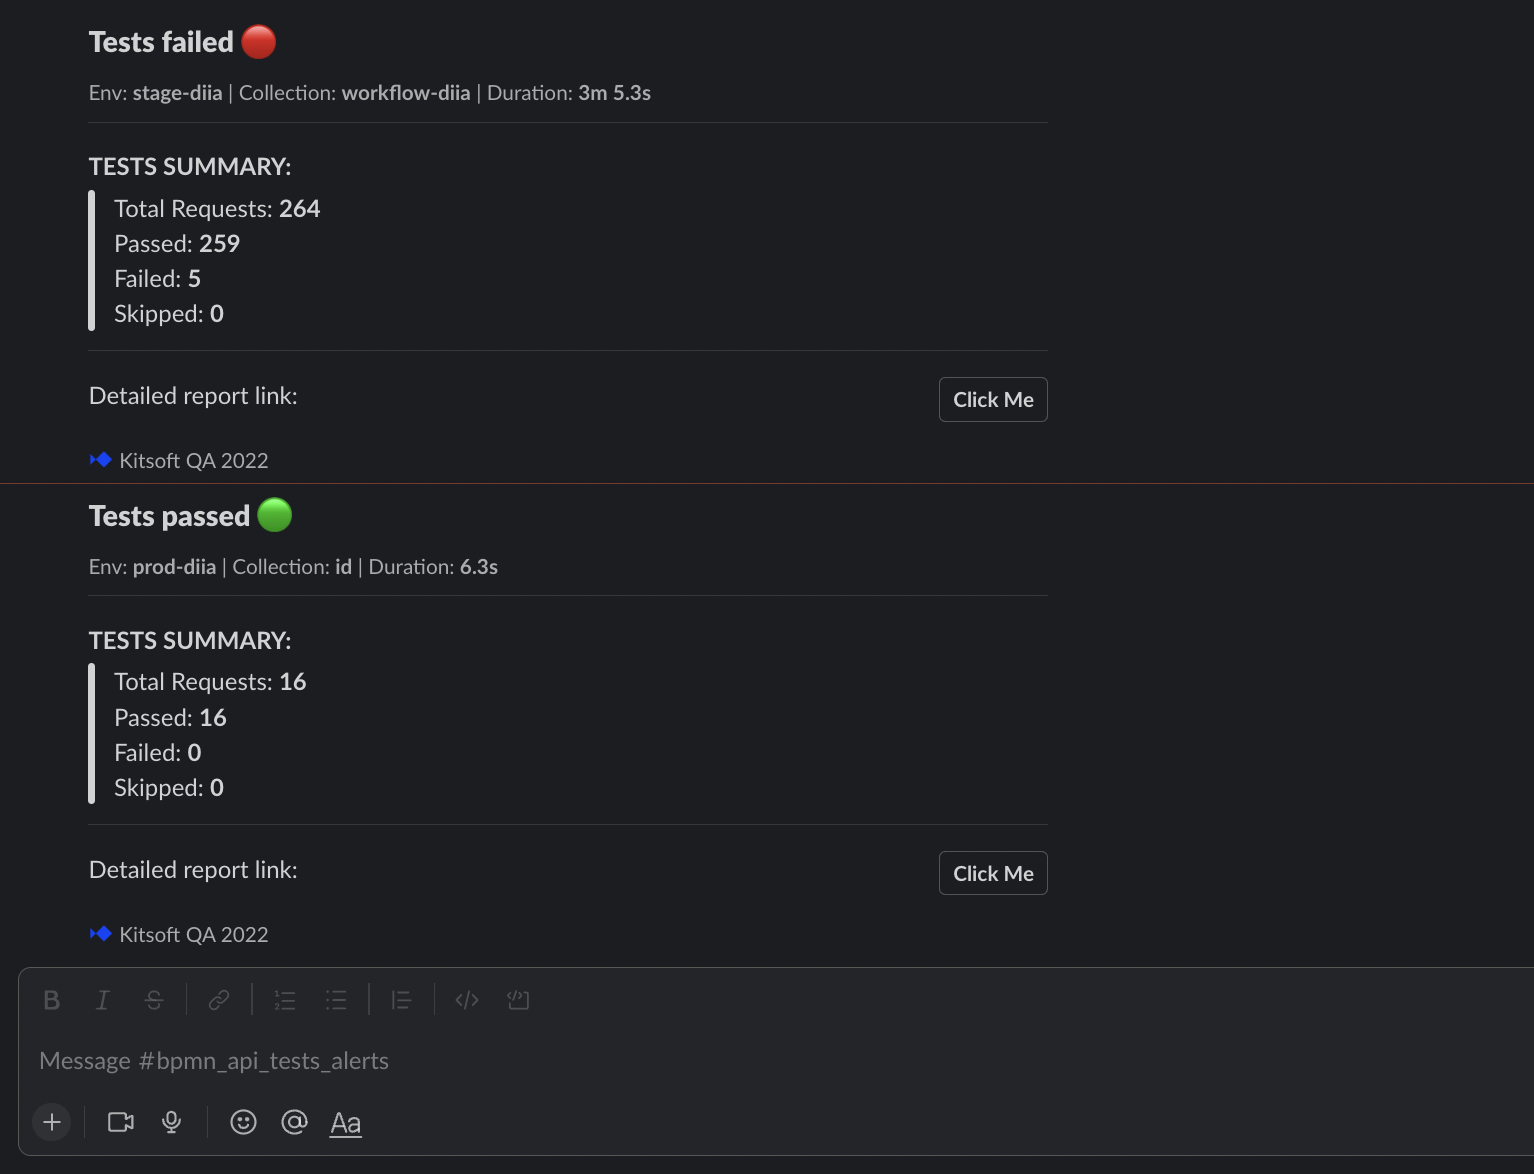 Tests failed
Env: stage-diia | Collection: workflow-diia | Duration: 3m 5.3s
TESTS SUMMARY:
Total Requests: 264
Passed: 259
Failed: 5
Skipped: 0
Detailed report link:
Click Me
Kitsoft QA 2022
Tests passed
Env: prod-diia | Collection: id | Duration: 6.3s
TESTS SUMMARY:
Total Requests: 16
Passed: 16
Failed: 0
Skipped: 0
Detailed report link:
Click Me
Kitsoft QA 2022
B I S
Message #bpmn_api_tests_alerts
Aa